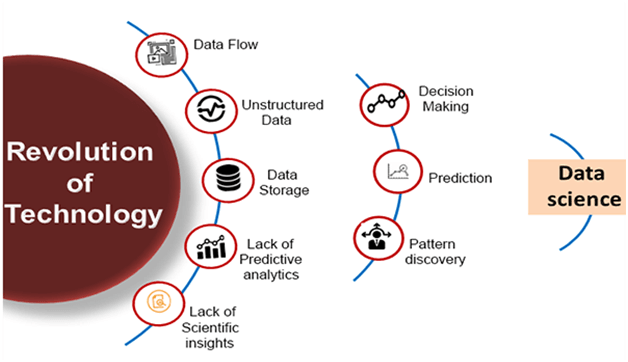 Revolution
of
Technology
Data Flow
Unstructured
Data
Data
Storage
Lack of
Predictive
analytics
Lack of
Scientific
insights
Decision
Making
Prediction
Pattern
discovery
Data
science